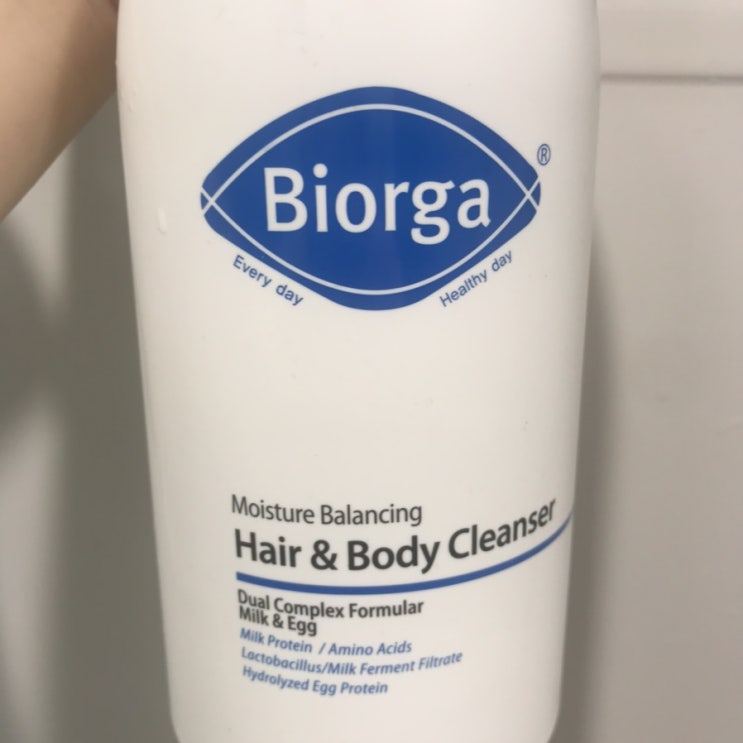 Biorga®
Every day
Healthy day
Moisture Balancing
Hair & Body Cleanser
Dual Complex Formular
Milk & Egg
Milk Protein / Amino Acids
Lactobacillus/Milk Ferment Filtrate
Hydrolyzed Egg Protein